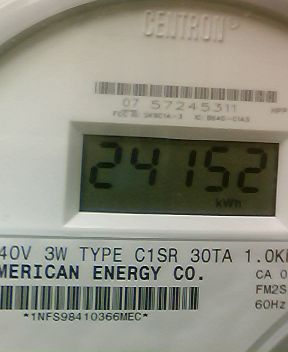 CENTRON
07 57245311
24152
kWh
40V 3W TYPE C1SR 30TA 1.0K
MERICAN ENERGY CO.
CA 0
FM2S
60Hz
*1NFS98410366MEC*